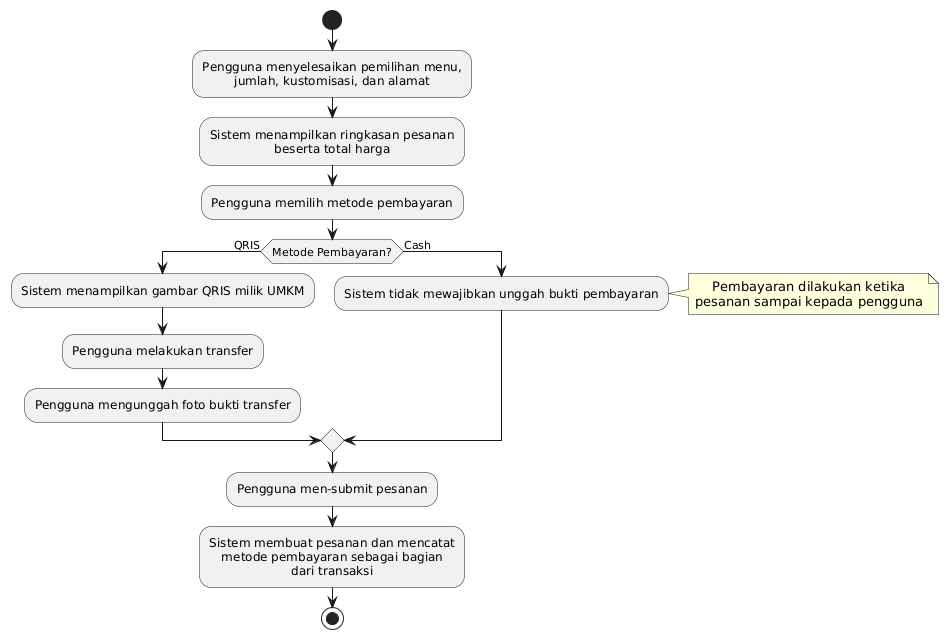 Pengguna menyelesaikan pemilihan menu,
jumlah, kustomisasi, dan alamat
Sistem menampilkan ringkasan pesanan
beserta total harga
Pengguna memilih metode pembayaran
QRIS
Metode Pembayaran?
Cash
Sistem menampilkan gambar QRIS milik UMKM
Pengguna melakukan transfer
Pengguna mengunggah foto bukti transfer
Sistem tidak mewajibkan unggah bukti pembayaran
Pembayaran dilakukan ketika
pesanan sampai kepada pengguna
Pengguna men-submit pesanan
Sistem membuat pesanan dan mencatat
metode pembayaran sebagai bagian
dari transaksi